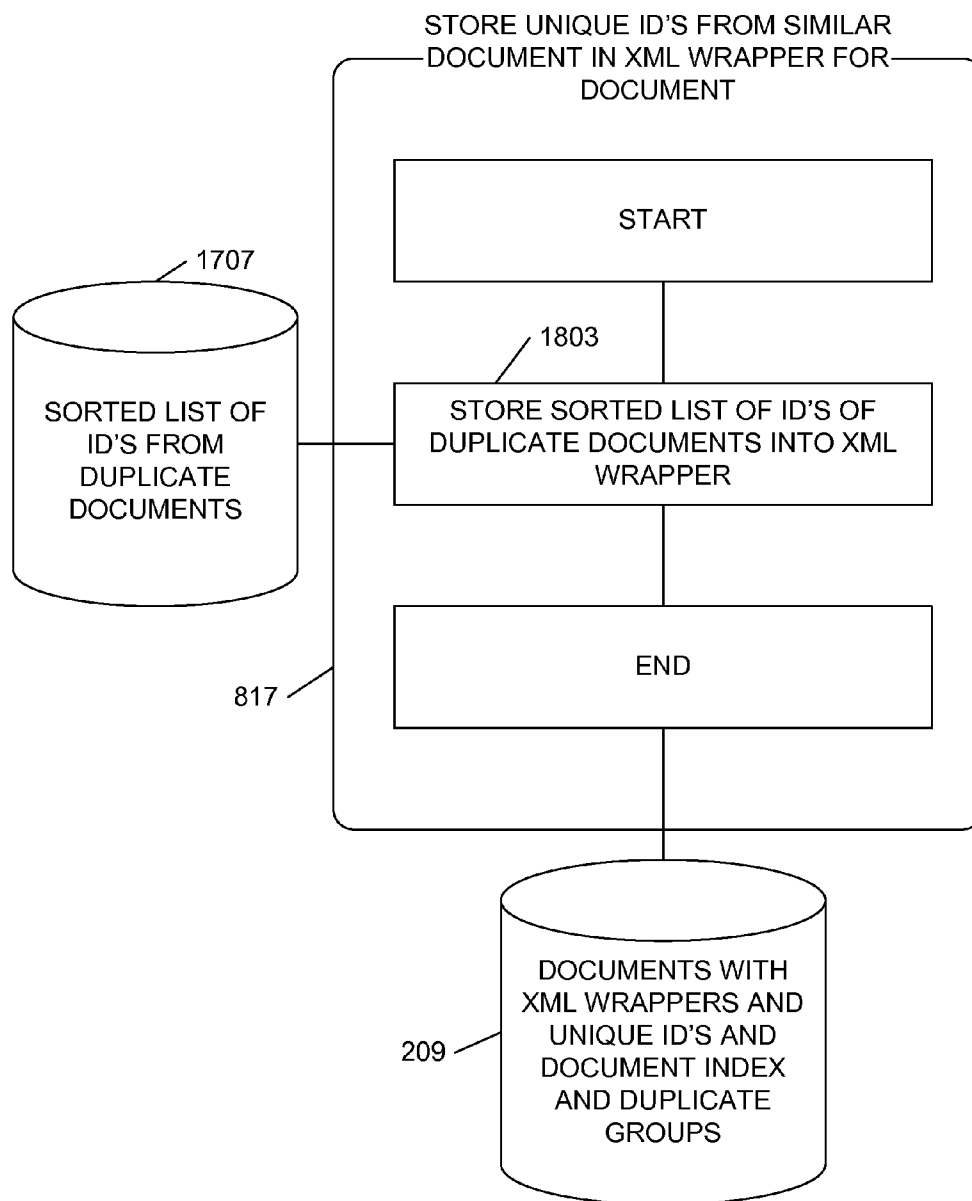 STORE UNIQUE ID'S FROM SIMILAR
DOCUMENT IN XML WRAPPER FOR
DOCUMENT
START
1707
1803
SORTED LIST OF
ID'S FROM
DUPLICATE
DOCUMENTS
STORE SORTED LIST OF ID'S OF
DUPLICATE DOCUMENTS INTO XML
WRAPPER
END
817
DOCUMENTS WITH
XML WRAPPERS AND
UNIQUE ID'S AND
DOCUMENT INDEX
AND DUPLICATE
GROUPS
209